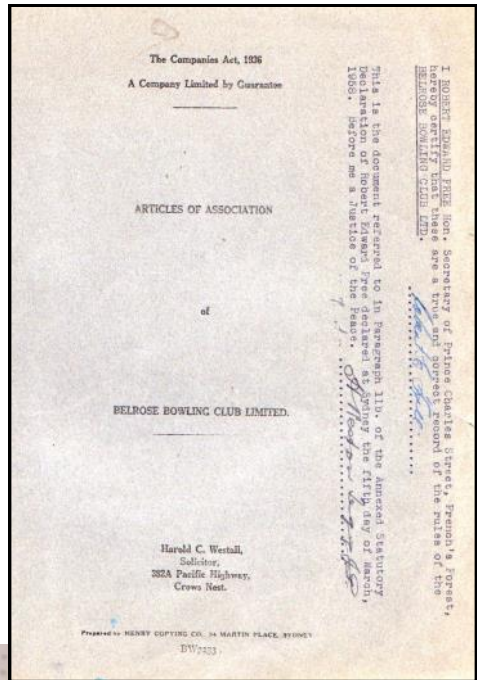 The Companies Act, 1936
A Company Limited by Guarantee
ARTICLES OF ASSOCIATION
of
BELROSE BOWLING CLUB LIMITED.
Harold C. Westall,
Solicitor,
382A Pacific Highway,
Crows Nest.
Prepared by HENRY COPYING CO., 24 MARTIN PLACE, SYDNEY
BW7233
I ROBERT EDWARD FREE Hon. Secretary of Prince Charles Street, French's Forest,
hereby certify that these are a true and correct record of the rules of the
BELROSE BOWLING CLUB LTD.
This is the document referred to in Paragraph 11b. of the Annexed Statutory
Declaration of Robert Edward Free declared at Sydney the fifth day of March,
1958. Before me a Justice of the Peace.